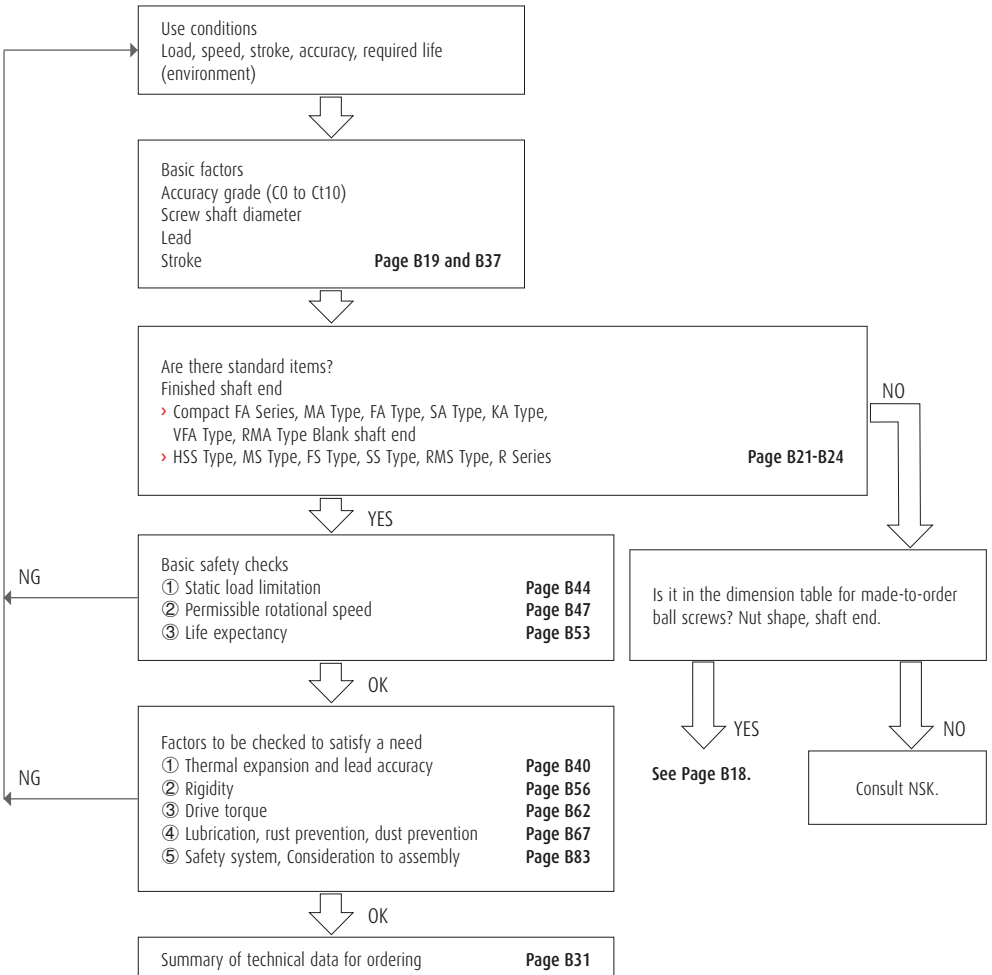 Use conditions
Load, speed, stroke, accuracy, required life
(environment)
Basic factors
Accuracy grade (C0 to Ct10)
Screw shaft diameter
Lead
Stroke Page B19 and B37
Are there standard items?
Finished shaft end
› Compact FA Series, MA Type, FA Type, SA Type, KA Type,
VFA Type, RMA Type Blank shaft end
› HSS Type, MS Type, FS Type, SS Type, RMS Type, R Series Page B21-B24
NO
YES
NG
Basic safety checks
① Static load limitation Page B44
② Permissible rotational speed Page B47
③ Life expectancy Page B53
Is it in the dimension table for made-to-order
ball screws? Nut shape, shaft end.
OK
YES
NO
See Page B18.
Consult NSK.
NG
Factors to be checked to satisfy a need
① Thermal expansion and lead accuracy Page B40
② Rigidity Page B56
③ Drive torque Page B62
④ Lubrication, rust prevention, dust prevention Page B67
⑤ Safety system, Consideration to assembly Page B83
OK
Summary of technical data for ordering Page B31